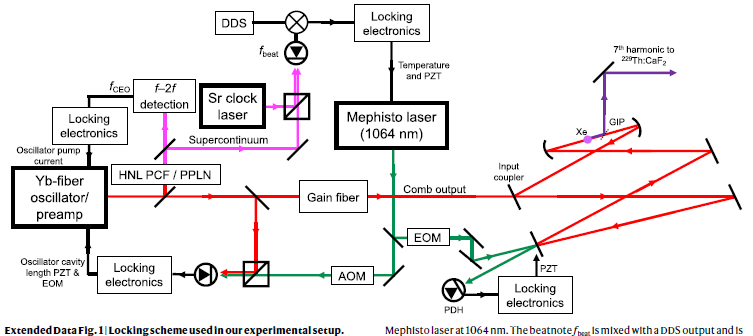 DDS
Locking
electronics
f beat
Temperature
and PZT
7th harmonic to
229Th:CaF2
fCEO
f–2f
detection
Sr clock
laser
Xe
GIP
Locking
electronics
Mephisto laser
(1064 nm)
Supercontinuum
Oscillator pump
current
HNL PCF / PPLN
Input
coupler
Yb-fiber
oscillator/
preamp
Gain fiber
Comb output
EOM
Oscillator cavity
length PZT &
EOM
Locking
electronics
AOM
PZT
PDH
Locking
electronics
Extended Data Fig. 1 | Locking scheme used in our experimental setup.
Mephisto laser at 1064 nm. The beatnote fbeat is mixed with a DDS output and is